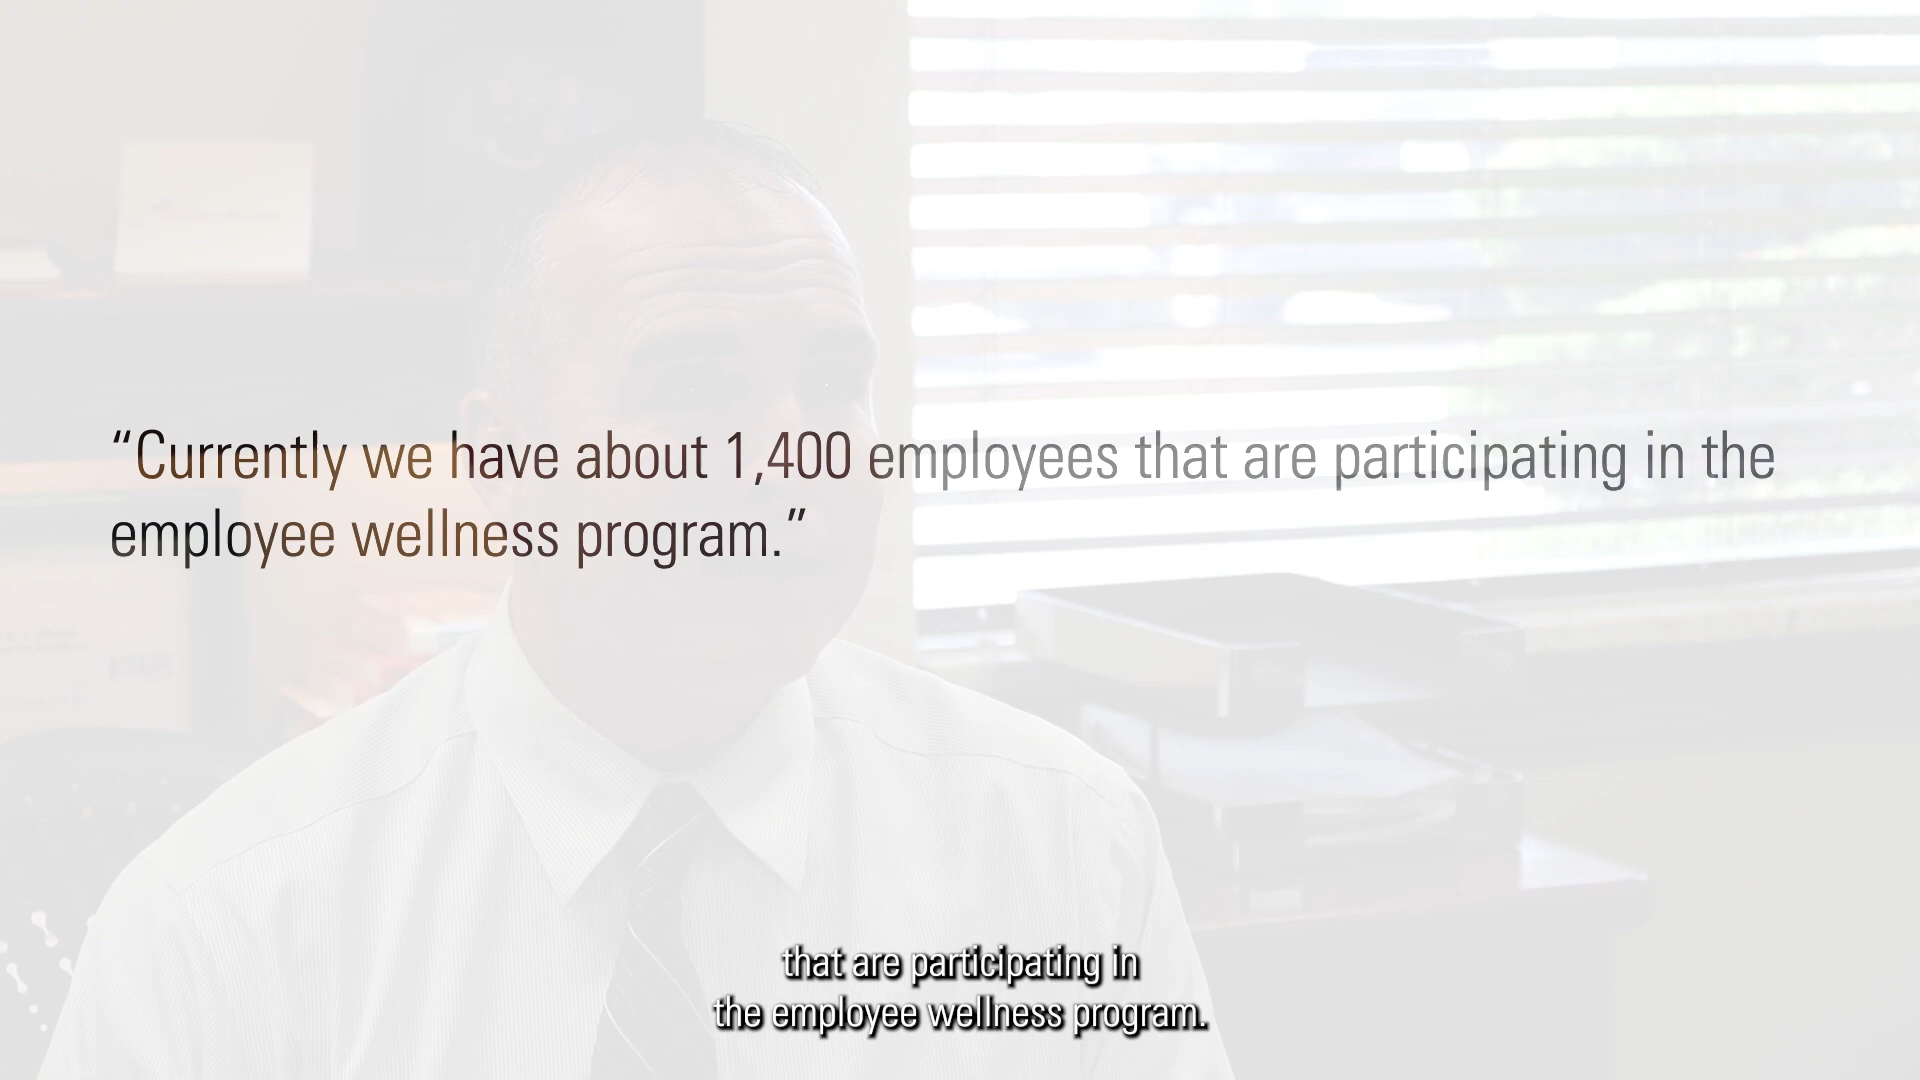 “Currently we have about 1,400 employees that are participating in the
employee wellness program.”
that are participating in
the employee wellness program.